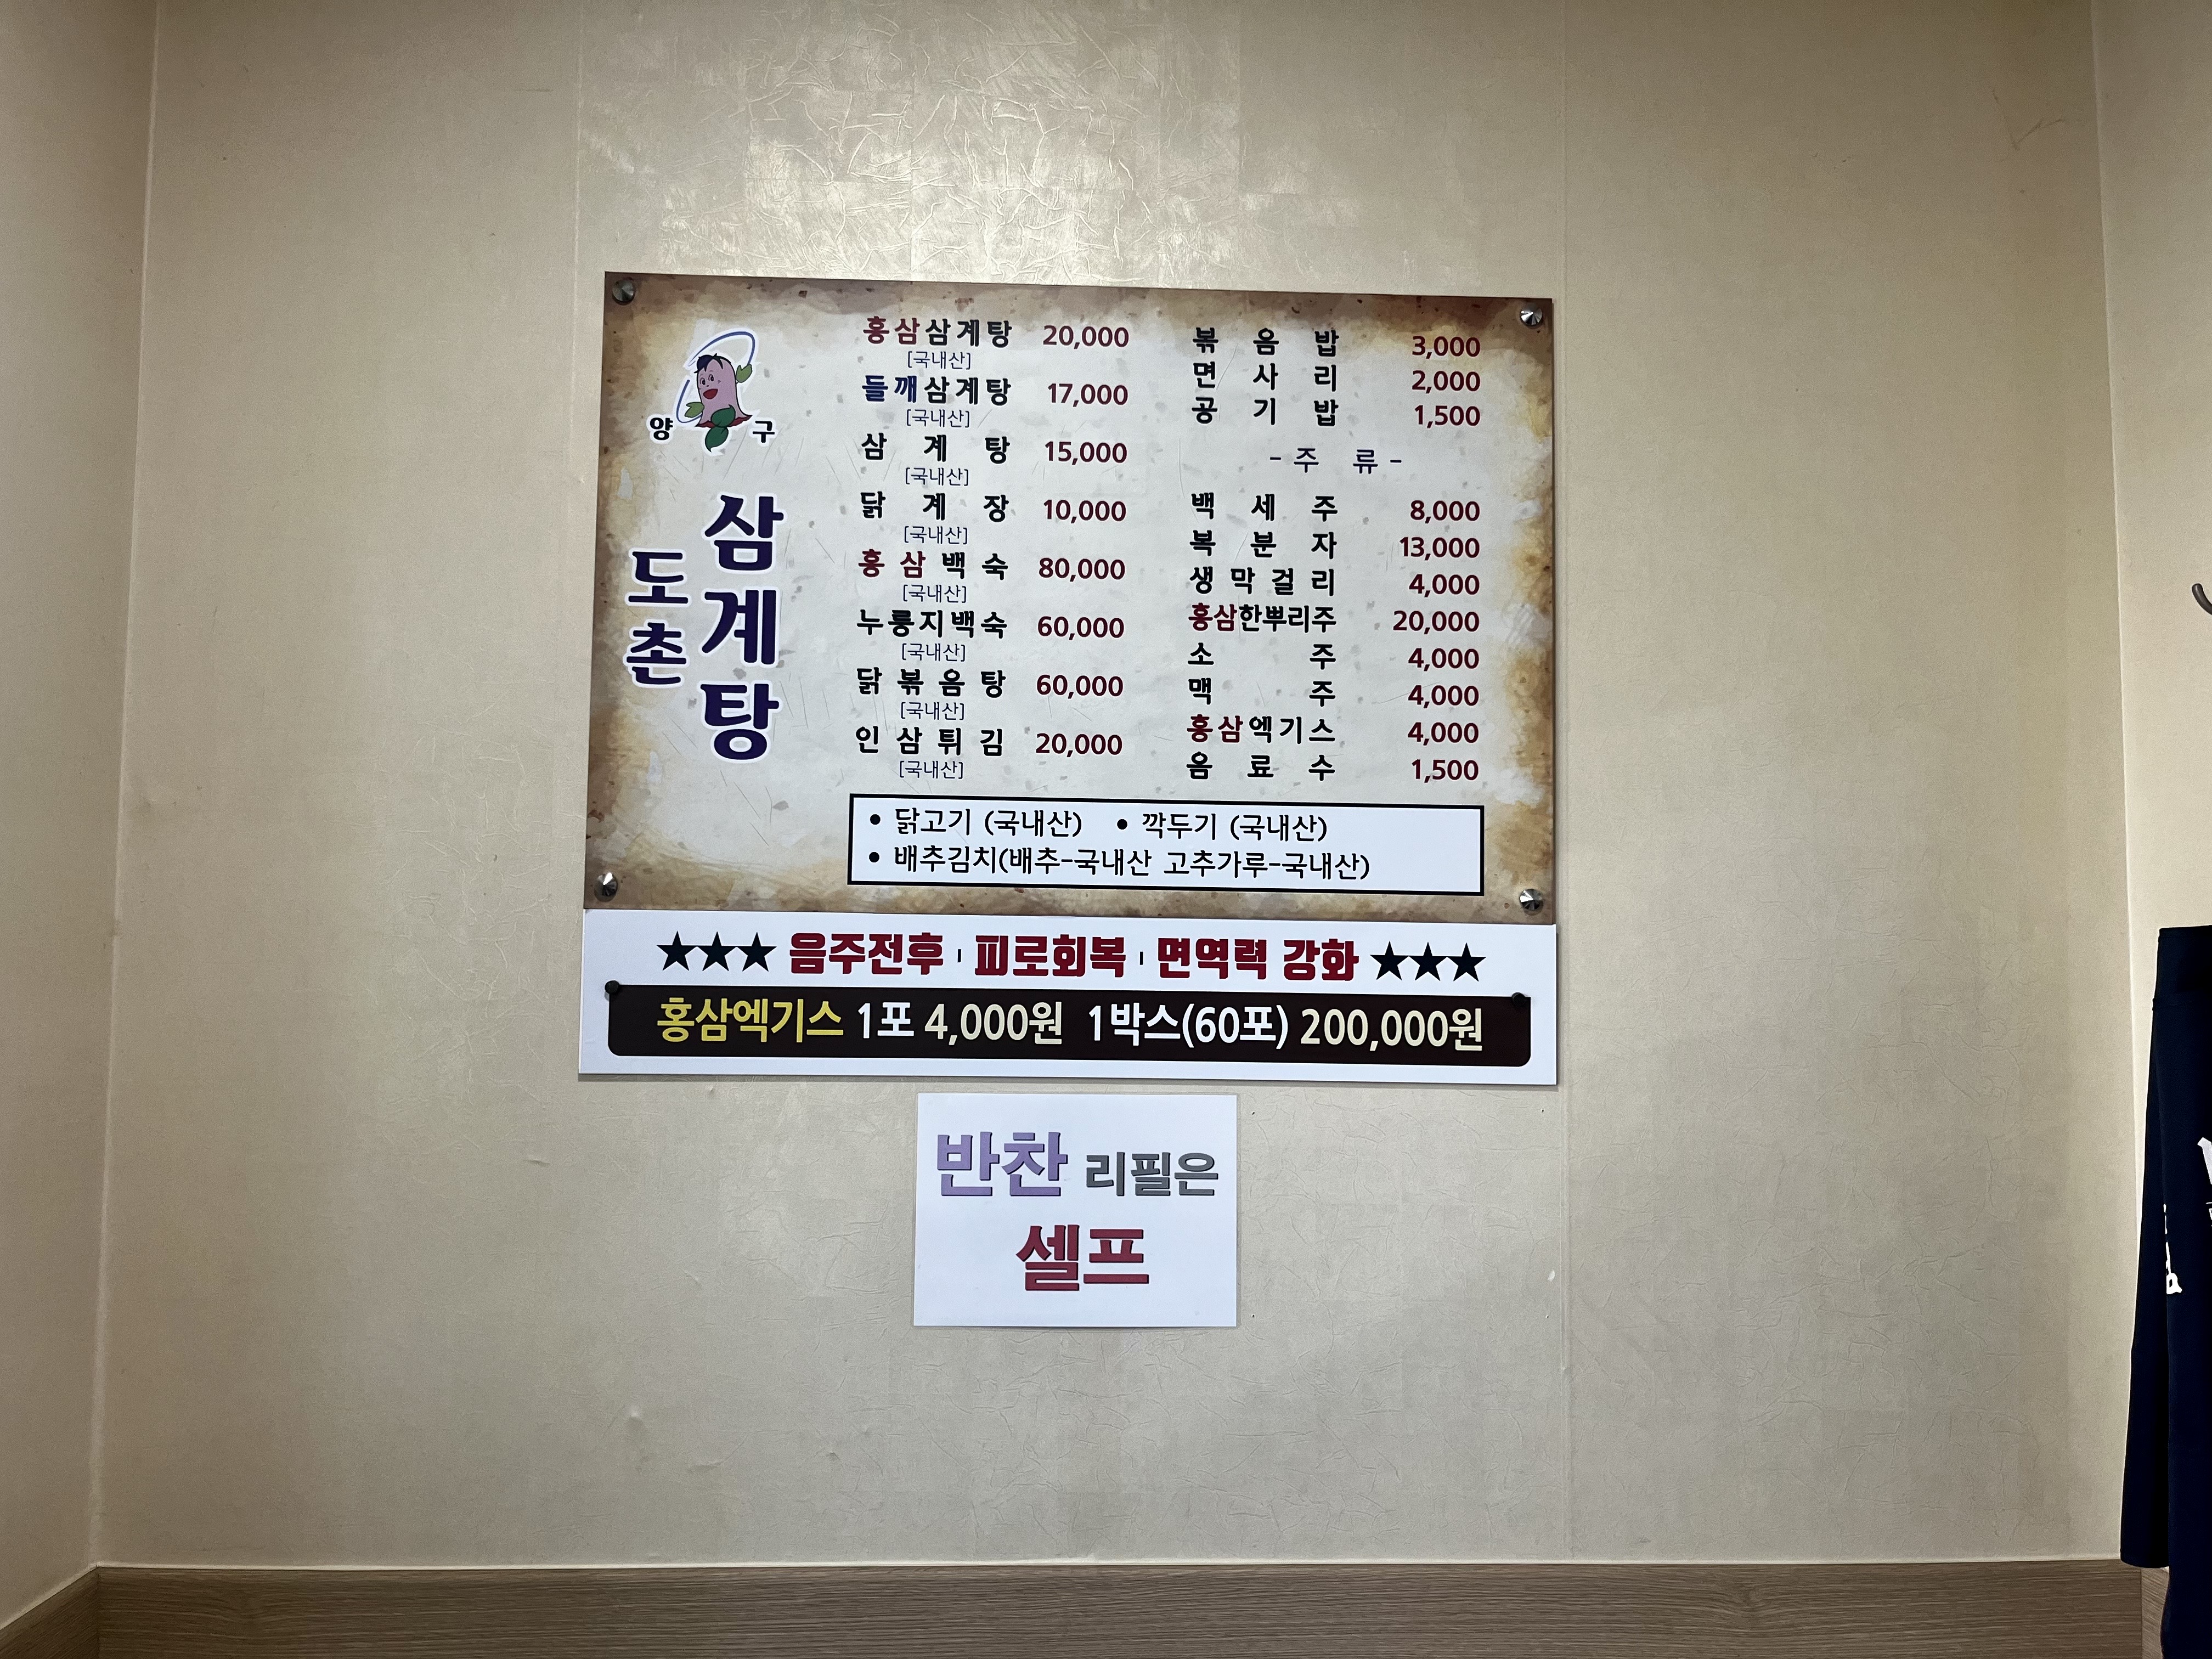 양구
도촌
삼계탕
홍삼삼계탕 20,000
[국내산]
들깨삼계탕 17,000
[국내산]
삼계탕 15,000
[국내산]
닭계장 10,000
[국내산]
홍삼백숙 80,000
[국내산]
누룽지백숙 60,000
[국내산]
닭볶음탕 60,000
[국내산]
인삼튀김 20,000
[국내산]
볶음밥 3,000
면사리 2,000
공기밥 1,500
-주 류-
백세주 8,000
복분자 13,000
생막걸리 4,000
홍삼한뿌리주 20,000
소주 4,000
맥주 4,000
홍삼엑기스 4,000
음료수 1,500
• 닭고기 (국내산) • 깍두기 (국내산)
• 배추김치(배추-국내산 고추가루-국내산)
★★★ 음주전후 | 피로회복 | 면역력 강화 ★★★
홍삼엑기스 1포 4,000원 1박스(60포) 200,000원
반찬 리필은
셀프